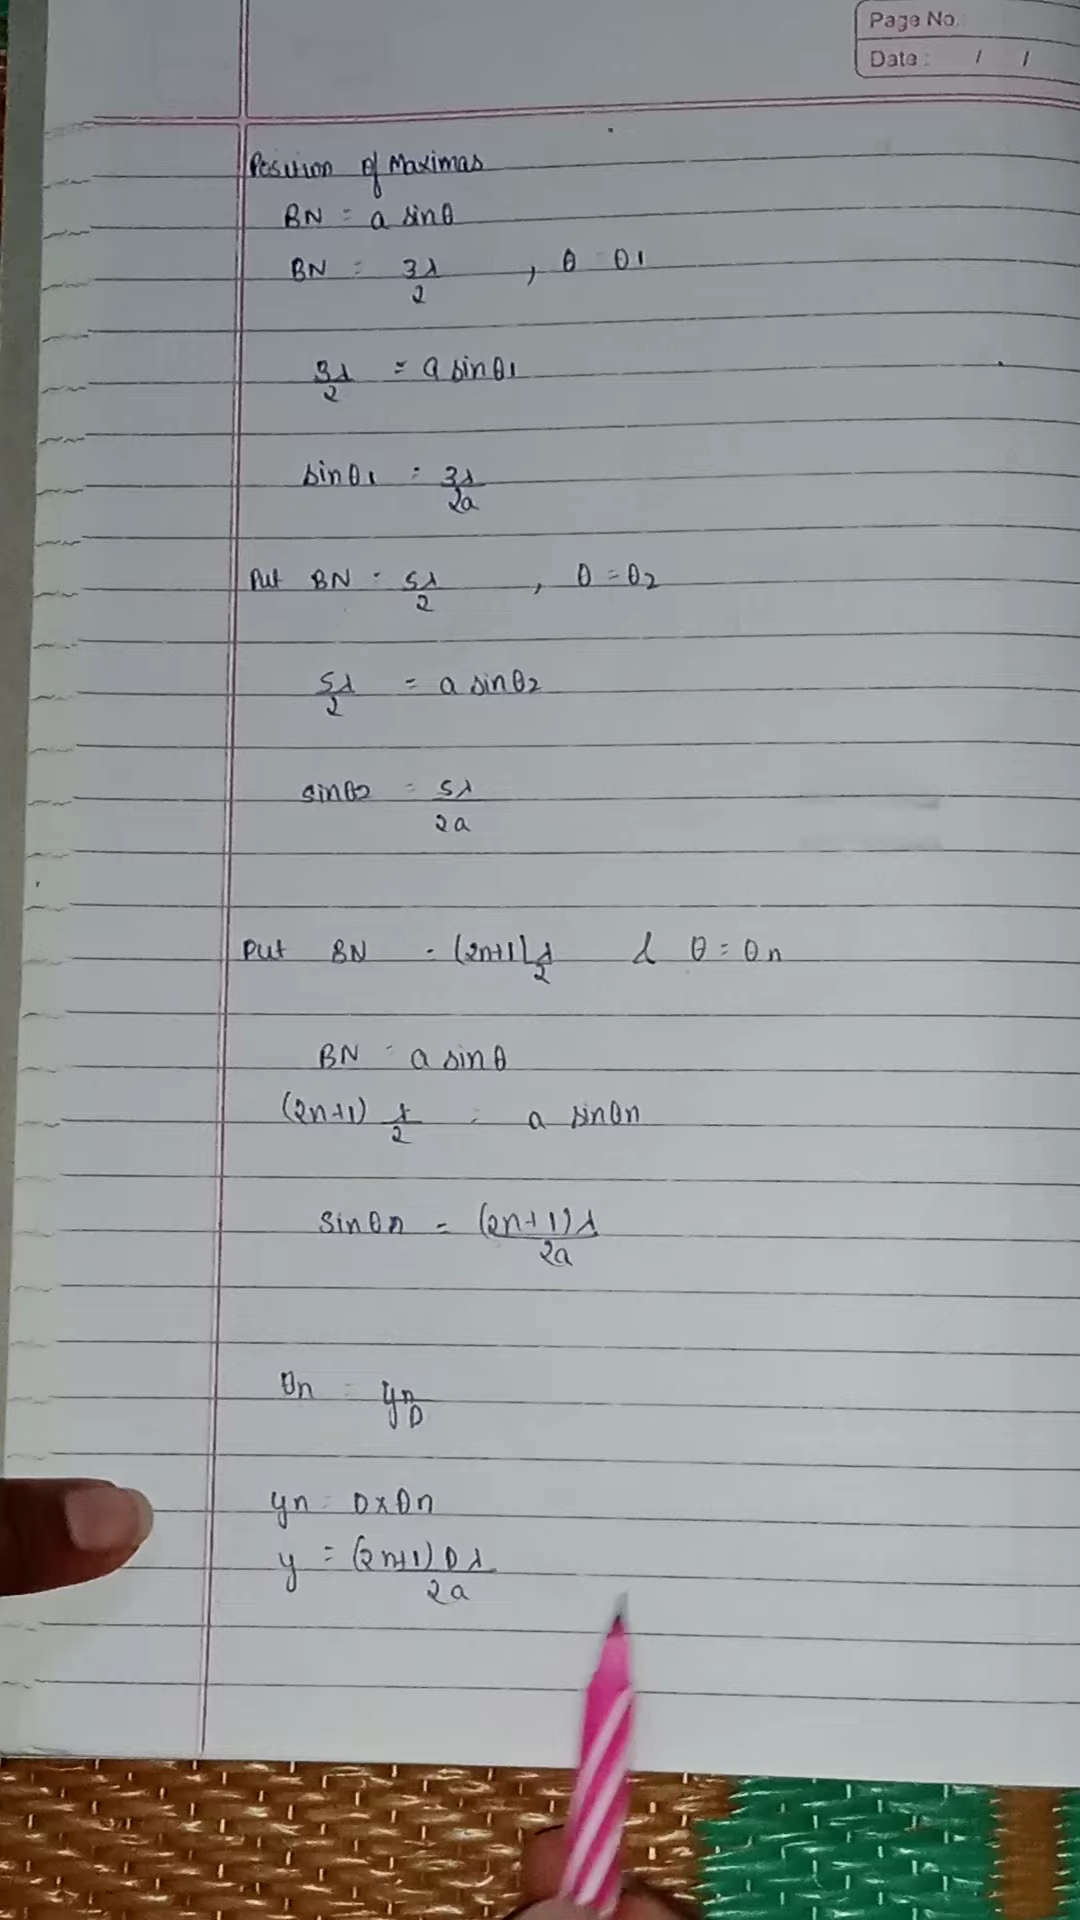 Page No.
Date : / /
Position of Maximas
BN = a sinθ
BN = 3λ/2 , θ = θ1
3λ/2 = a sinθ1
sinθ1 = 3λ/2a
Put BN = 5λ/2 , θ = θ2
5λ/2 = a sinθ2
sinθ2 = 5λ/2a
Put BN = (2n+1)λ/2 & θ = θn
BN = a sinθ
(2n+1) λ/2 = a sinθn
sinθn = (2n+1)λ/2a
θn = yn/D
yn = D×θn
y = (2n+1)Dλ/2a